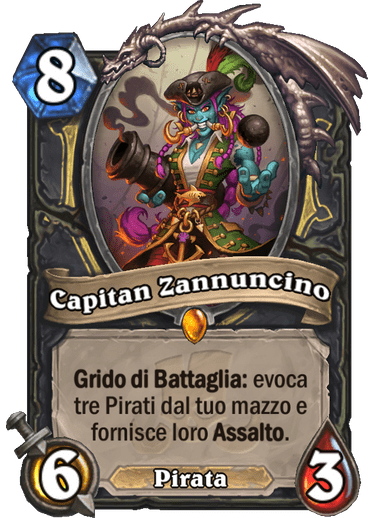 8
Capitan Zannuncino
Grido di Battaglia: evoca
tre Pirati dal tuo mazzo e
fornisce loro Assalto.
6
Pirata
3